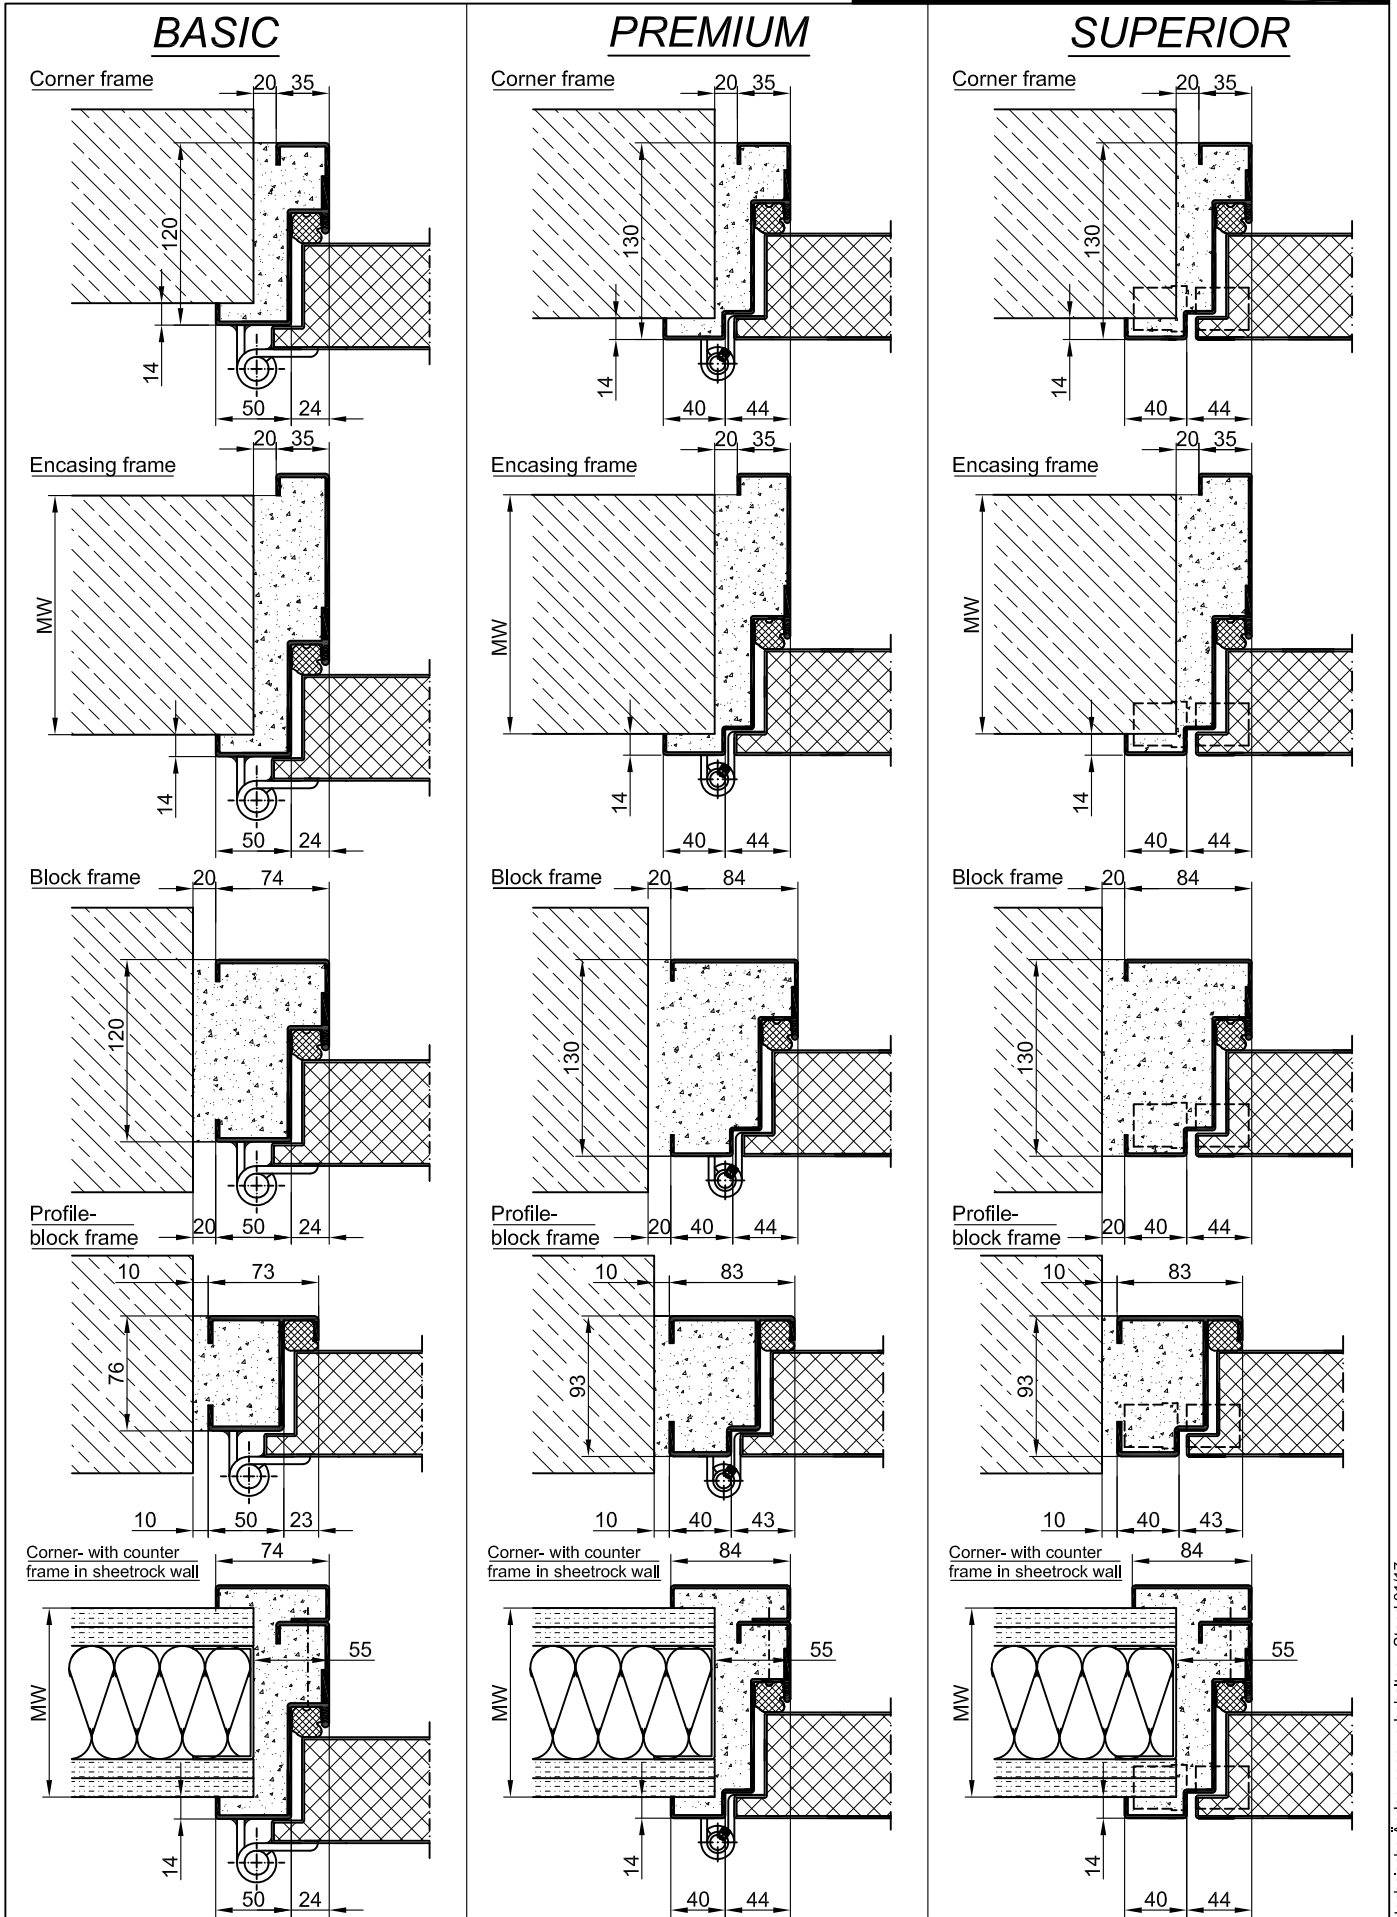 BASIC
Corner frame
20 35
120
14
50 24
Encasing frame
20 35
MW
14
50 24
Block frame
20 74
120
20 50 24
Profile-
block frame
10 73
76
10 50 23
Corner- with counter
frame in sheetrock wall
74
MW
55
14
50 24
PREMIUM
Corner frame
20 35
130
14
40 44
Encasing frame
20 35
MW
14
40 44
Block frame
20 84
130
20 40 44
Profile-
block frame
10 83
93
10 40 43
Corner- with counter
frame in sheetrock wall
84
MW
55
14
40 44
SUPERIOR
Corner frame
20 35
130
14
40 44
Encasing frame
20 35
MW
14
40 44
Block frame
20 84
130
20 40 44
Profile-
block frame
10 83
93
10 40 43
Corner- with counter
frame in sheetrock wall
84
MW
55
14
40 44